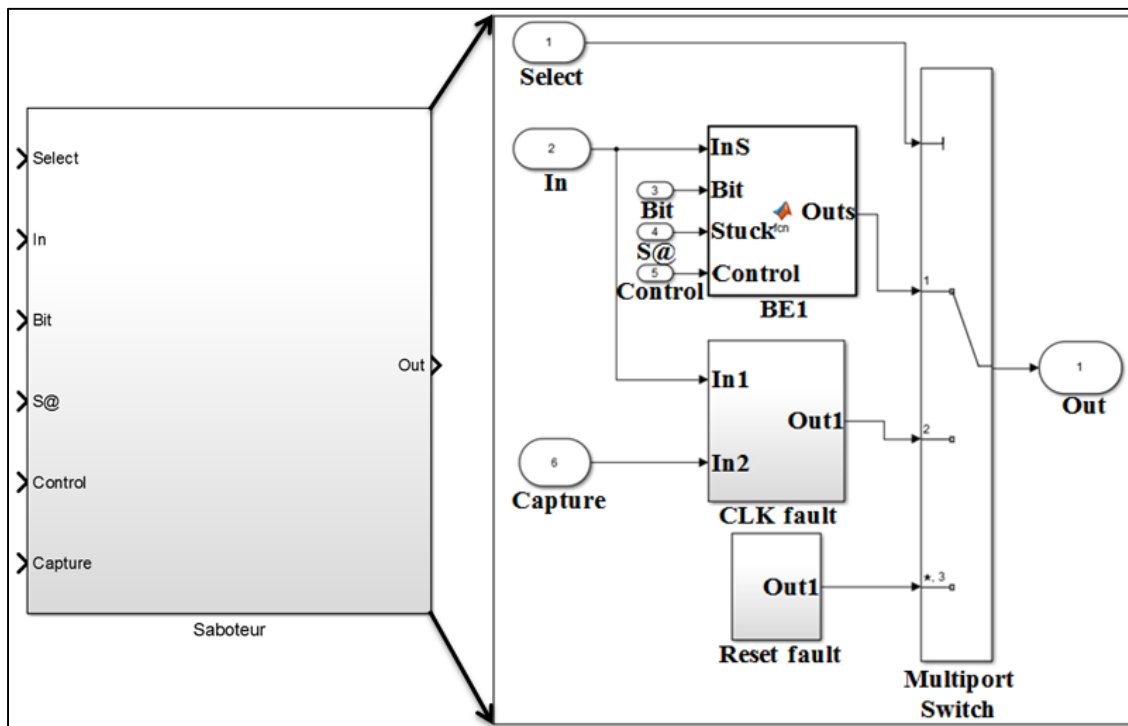 Select
In
Bit
S@
Control
Capture
Out
Saboteur
1
Select
2
In
3
Bit
4
S@
5
Control
InS
Bit
Stuck
Control
fcn
Outs
BE1
6
Capture
In1
In2
Out1
CLK fault
Out1
Reset fault
1
2
*, 3
Multiport
Switch
1
Out